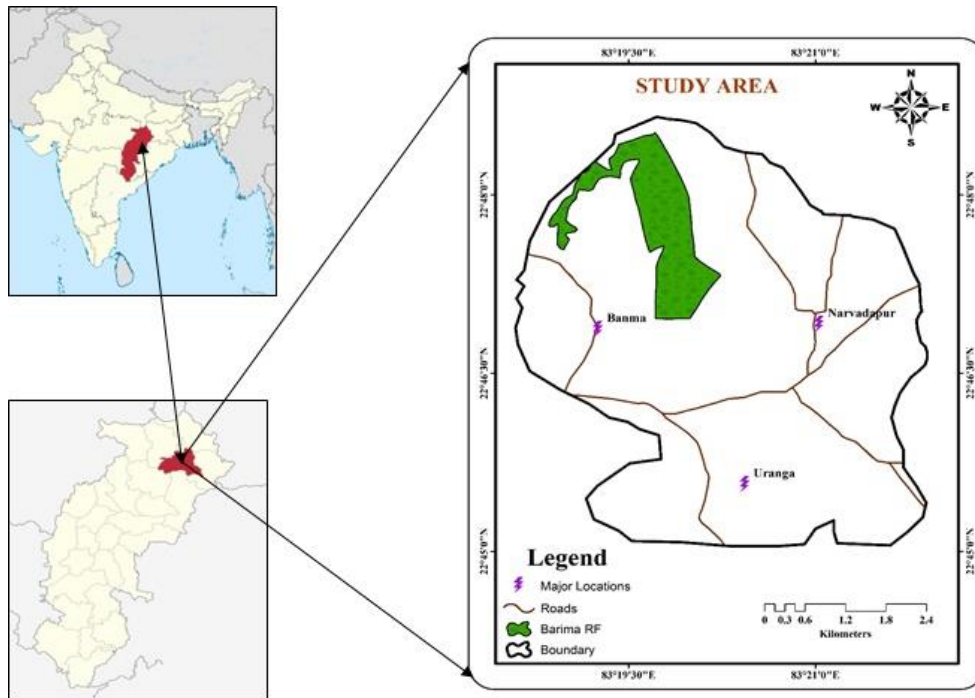 83°19'30"E 83°21'0"E
STUDY AREA
N
W E
S
22°48'0"N 22°48'0"N
Banma
Narvadapur
22°46'30"N 22°46'30"N
Uranga
22°45'0"N 22°45'0"N
Legend
Major Locations
Roads
Barima RF
Boundary
0 0.3 0.6 1.2 1.8 2.4
Kilometers
83°19'30"E 83°21'0"E